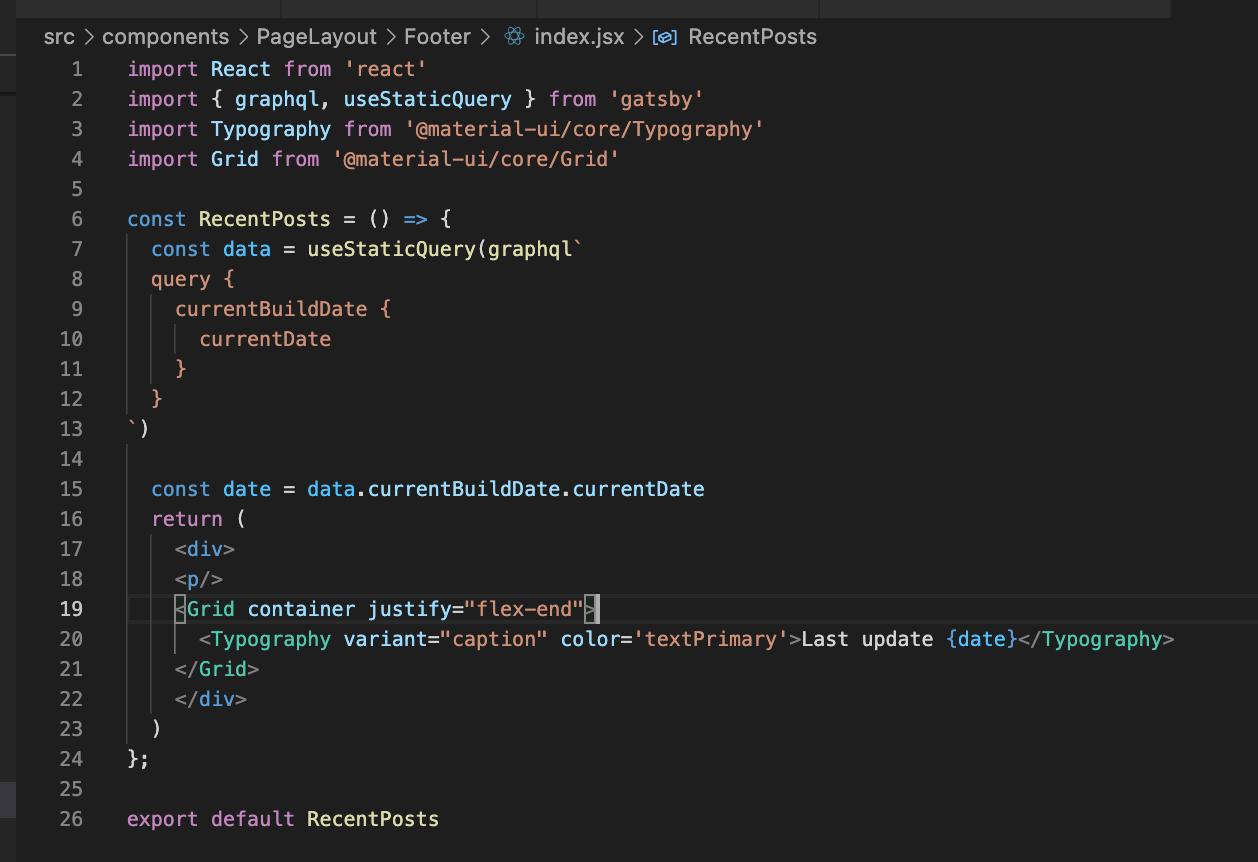 src > components > PageLayout > Footer > index.jsx > RecentPosts
1 import React from 'react'
2 import { graphql, useStaticQuery } from 'gatsby'
3 import Typography from '@material-ui/core/Typography'
4 import Grid from '@material-ui/core/Grid'
5
6 const RecentPosts = () => {
7   const data = useStaticQuery(graphql`
8   query {
9     currentBuildDate {
10       currentDate
11     }
12   }
13 `)
14
15   const date = data.currentBuildDate.currentDate
16   return (
17     <div>
18     <p/>
19     <Grid container justify="flex-end">
20       <Typography variant="caption" color='textPrimary'>Last update {date}</Typography>
21     </Grid>
22     </div>
23   )
24 };
25
26 export default RecentPosts